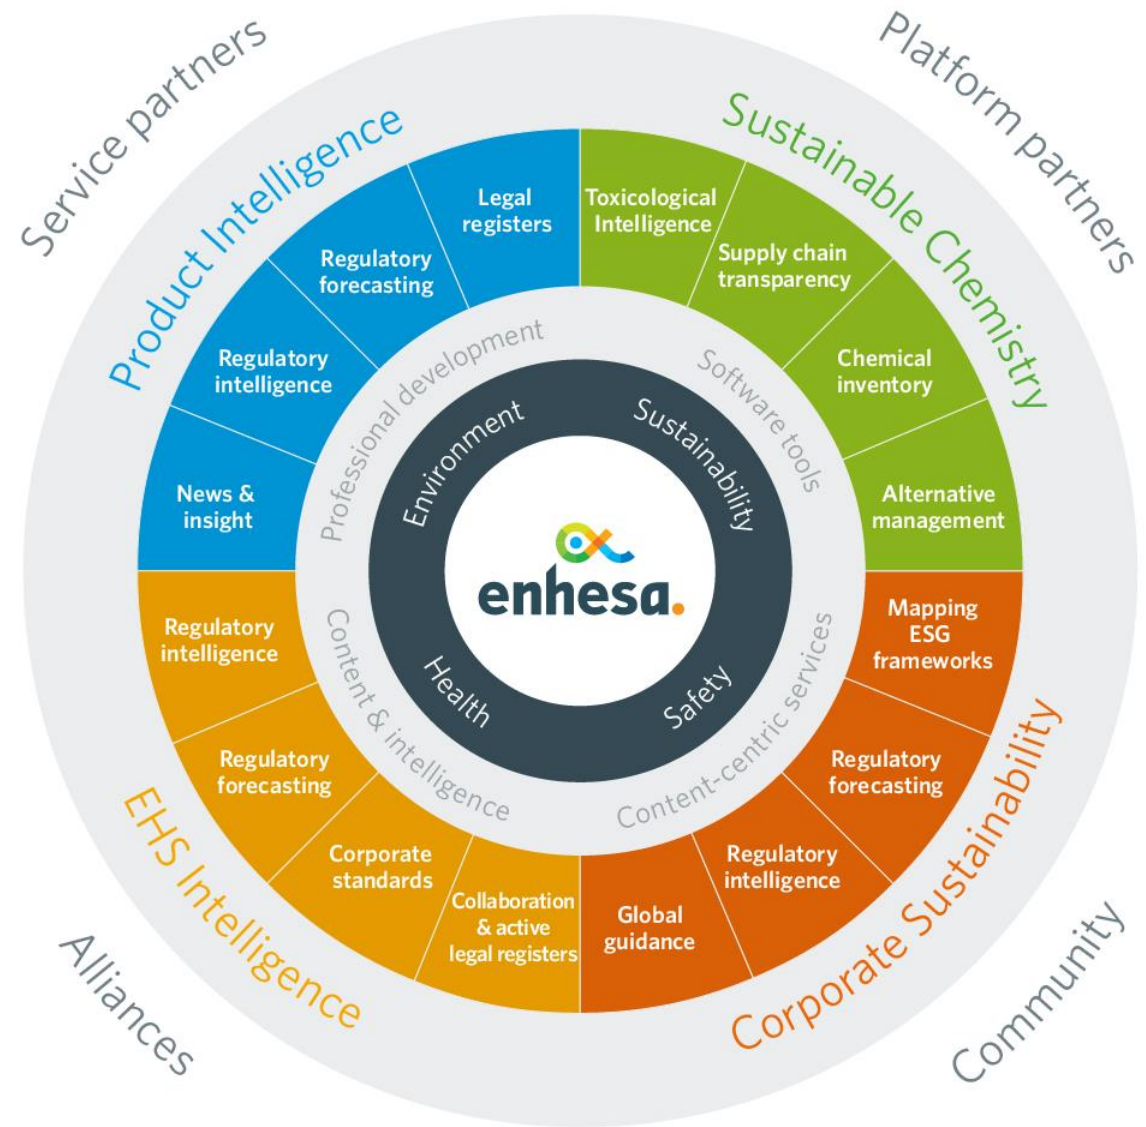 Service partners
Platform partners
Product Intelligence
Sustainable Chemistry
Legal
registers
Toxicological
Intelligence
Regulatory
forecasting
Supply chain
transparency
Regulatory
intelligence
Chemical
inventory
News &
insight
Alternative
management
Professional development
Software tools
Environment
Sustainability
enhesa.
Health
Safety
Content & intelligence
Content-centric services
Regulatory
intelligence
Mapping
ESG
frameworks
Regulatory
forecasting
Regulatory
forecasting
Corporate
standards
Regulatory
intelligence
Collaboration
& active
legal registers
Global
guidance
EHS Intelligence
Corporate Sustainability
Alliances
Community